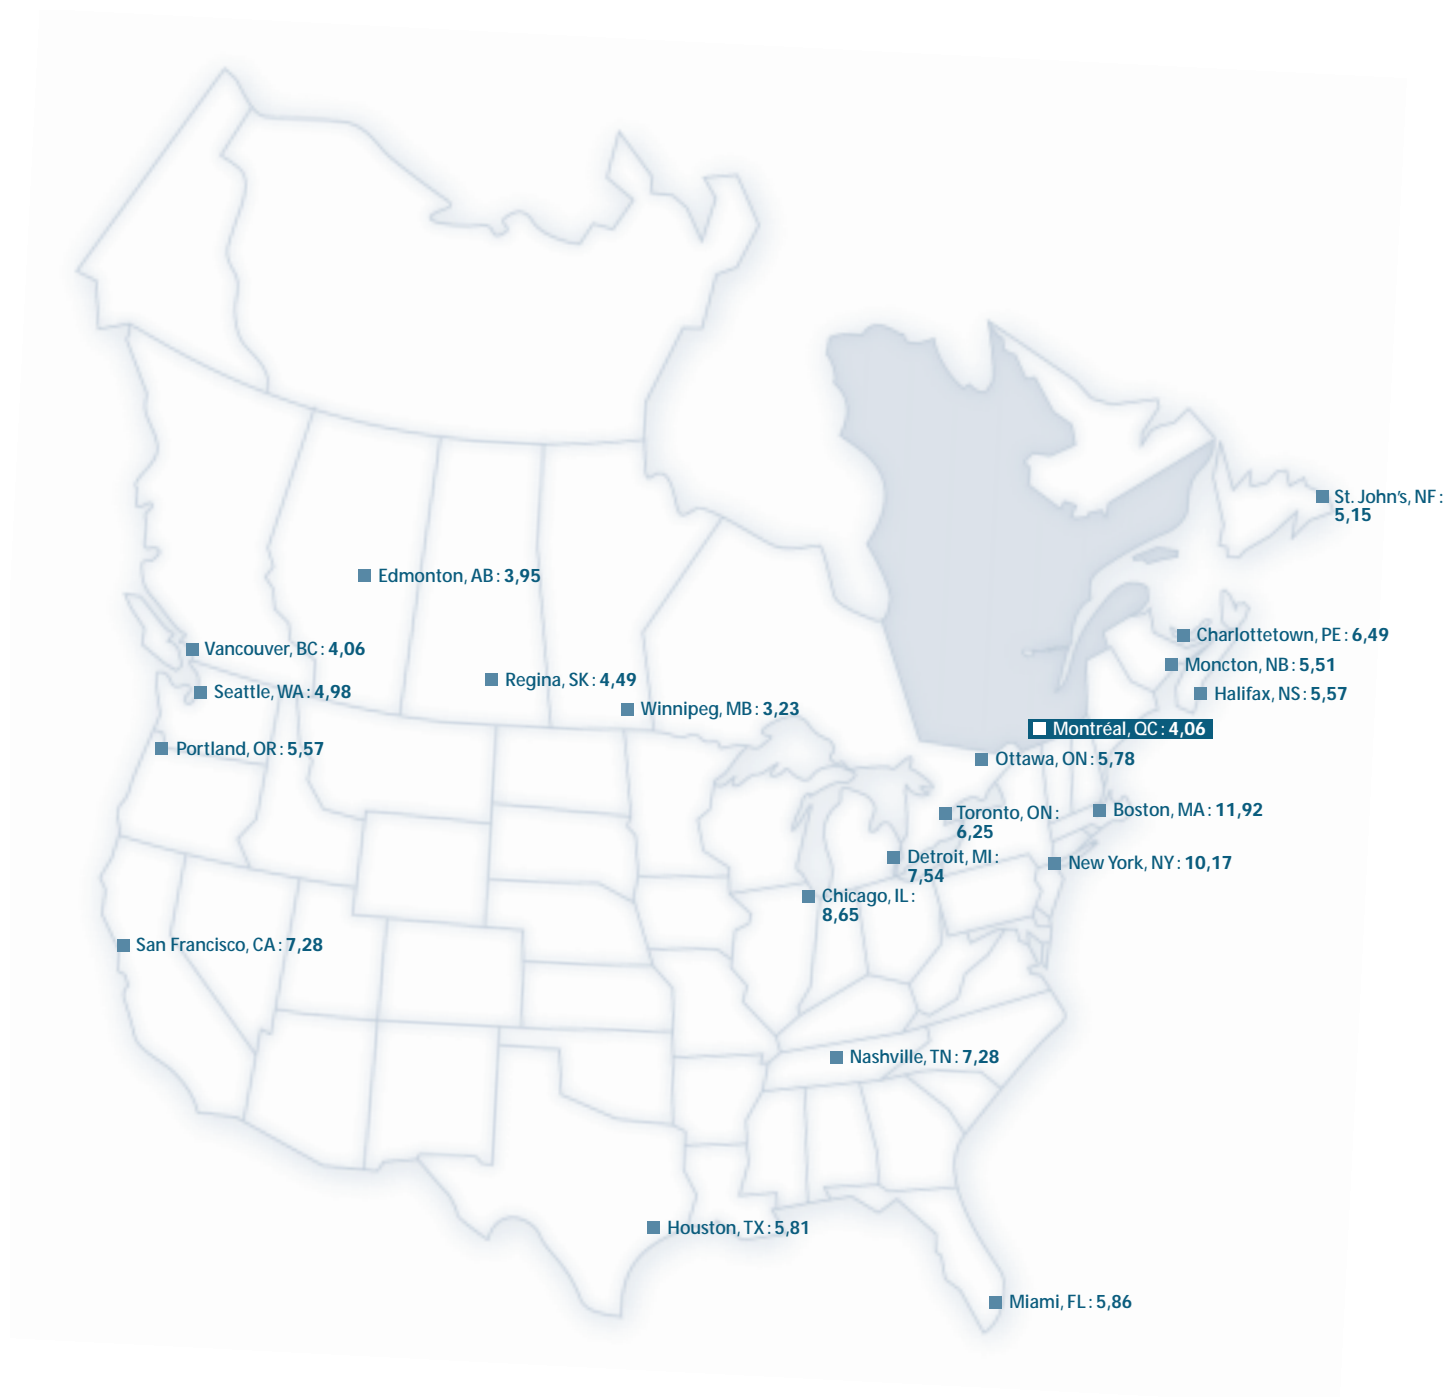 St. John's, NF :
5,15
Edmonton, AB : 3,95
Charlottetown, PE : 6,49
Vancouver, BC : 4,06
Moncton, NB : 5,51
Regina, SK : 4,49
Seattle, WA : 4,98
Halifax, NS : 5,57
Winnipeg, MB : 3,23
Montréal, QC : 4,06
Portland, OR : 5,57
Ottawa, ON : 5,78
Boston, MA : 11,92
Toronto, ON :
6,25
Detroit, MI :
7,54
New York, NY : 10,17
Chicago, IL :
8,65
San Francisco, CA : 7,28
Nashville, TN : 7,28
Houston, TX : 5,81
Miami, FL : 5,86